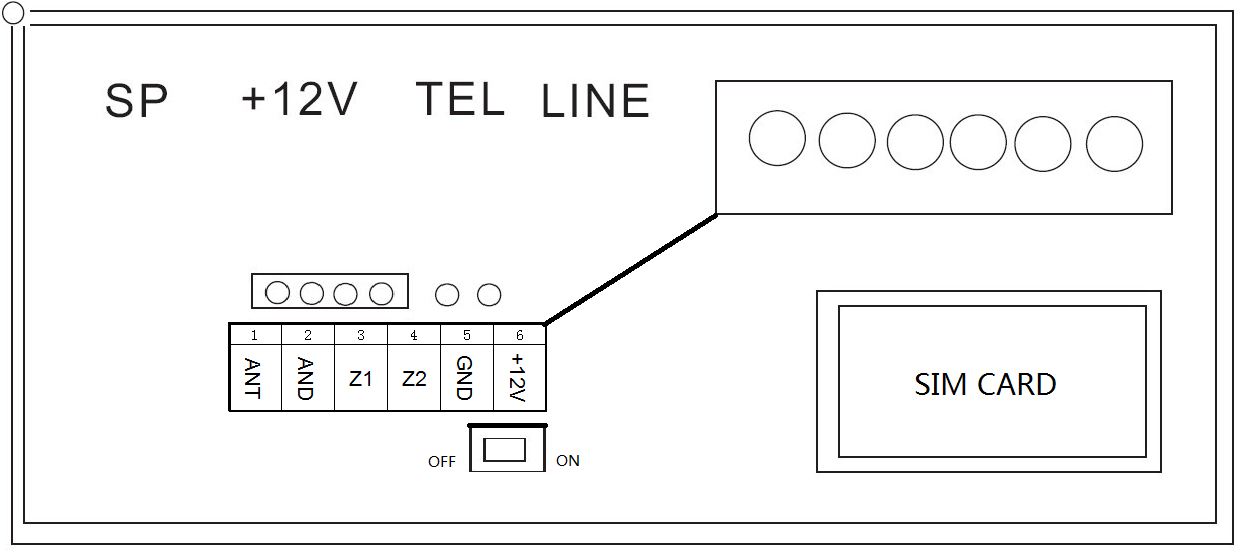 SP +12V TEL LINE
1 2 3 4 5 6
ANT AND Z1 Z2 GND +12V
SIM CARD
OFF ON